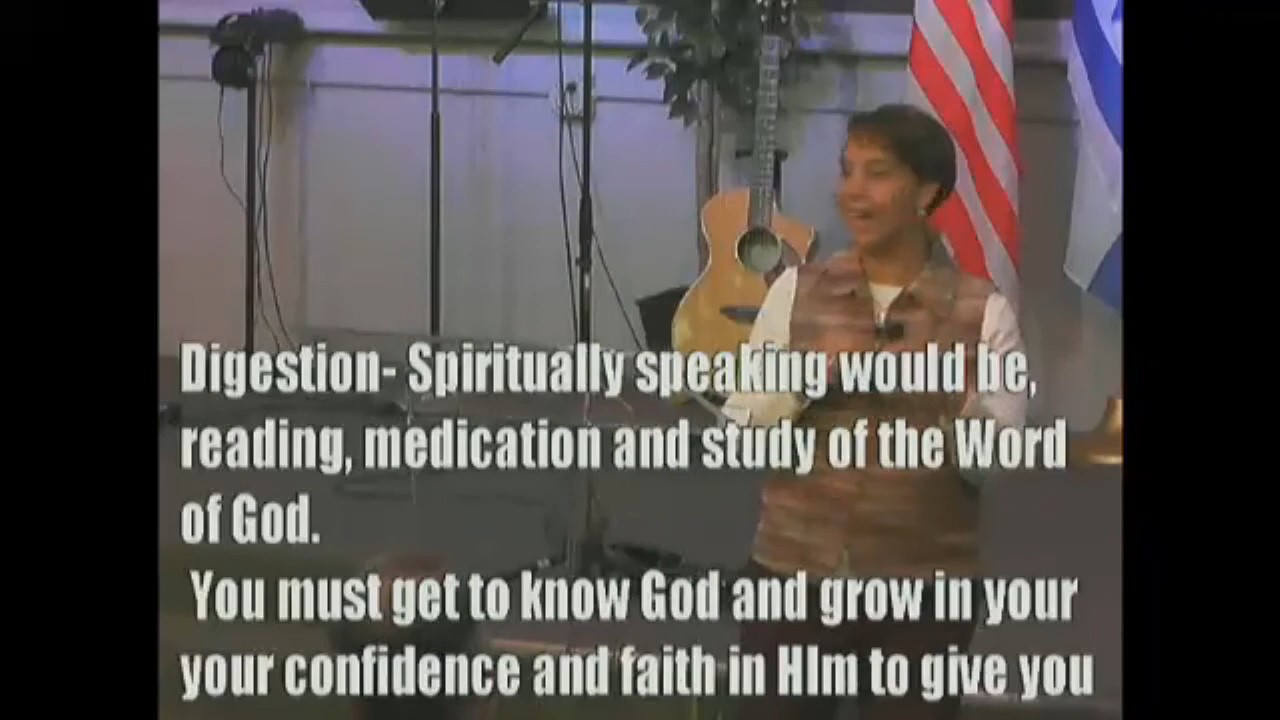 Digestion- Spiritually speaking would be,
reading, medication and study of the Word
of God.
You must get to know God and grow in your
your confidence and faith in HIm to give you